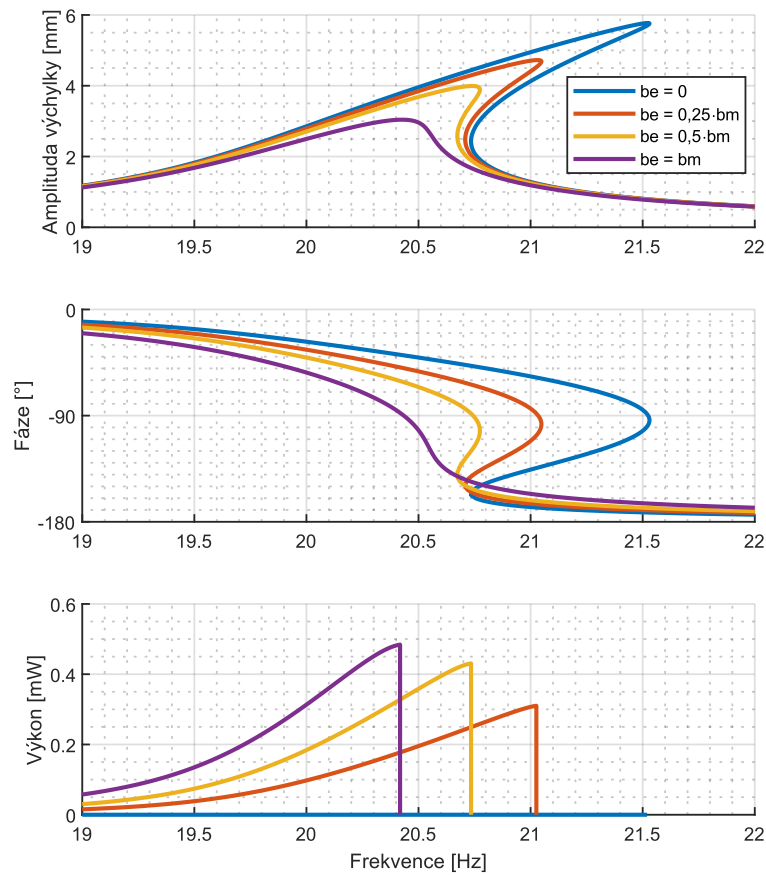 Amplituda výchylky [mm]
6
4
2
0
be = 0
be = 0,25·bm
be = 0,5·bm
be = bm
19 19.5 20 20.5 21 21.5 22
Fáze [°]
0
-90
-180
19 19.5 20 20.5 21 21.5 22
Výkon [mW]
0.6
0.4
0.2
0
19 19.5 20 20.5 21 21.5 22
Frekvence [Hz]